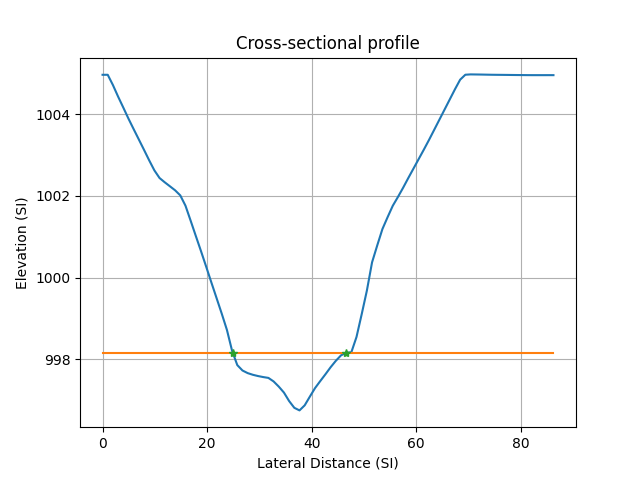 Cross-sectional profile
1004
1002
1000
998
Elevation (SI)
0 20 40 60 80
Lateral Distance (SI)